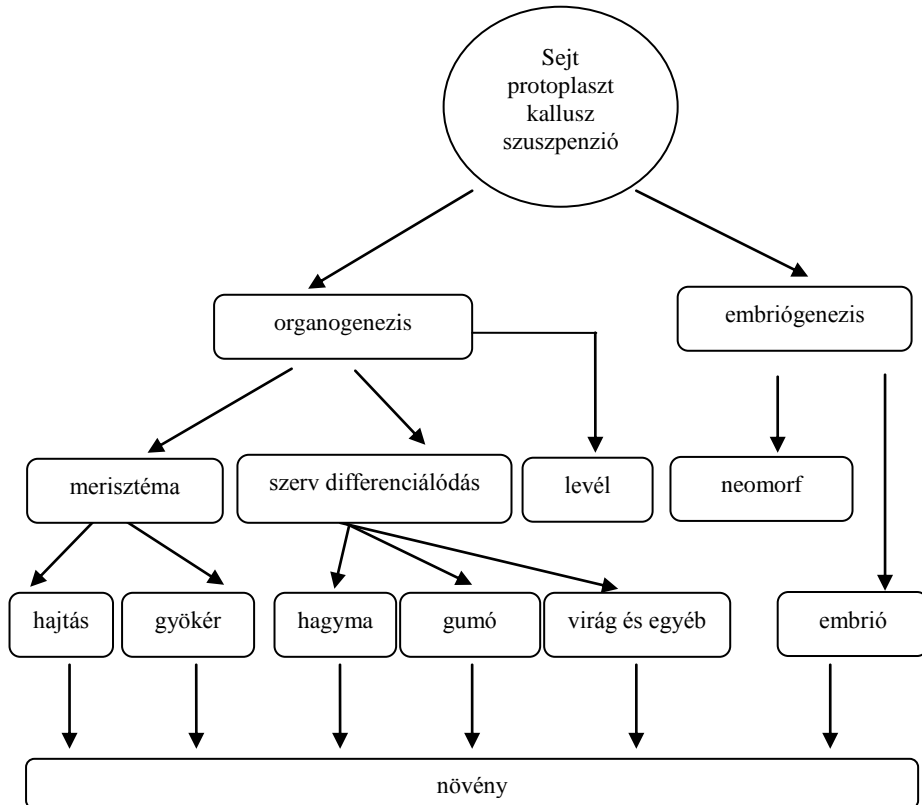 Sejt
protoplaszt
kallusz
szuszpenzió
organogenezis
embriógenezis
merisztéma
szerv differenciálódás
levél
neomorf
hajtás
gyökér
hagyma
gumó
virág és egyéb
embrió
növény